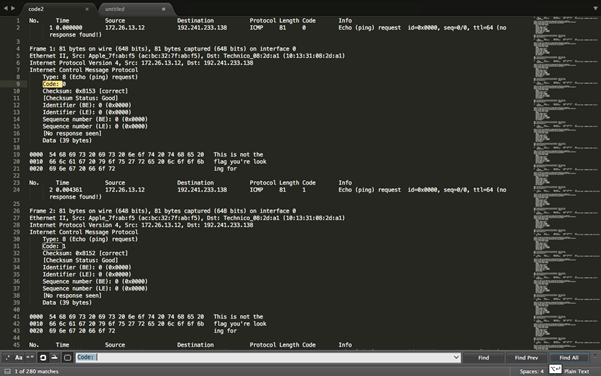 code2
untitled
1 No. Time Source Destination Protocol Length Code Info
2 1 0.000000 172.26.13.12 192.241.233.138 ICMP 81 0 Echo (ping) request id=0x0000, seq=0/0, ttl=64 (no
response found!)
3
4 Frame 1: 81 bytes on wire (648 bits), 81 bytes captured (648 bits) on interface 0
5 Ethernet II, Src: Apple_7f:ab:f5 (ac:bc:32:7f:ab:f5), Dst: Technico_08:2d:a1 (10:13:31:08:2d:a1)
6 Internet Protocol Version 4, Src: 172.26.13.12, Dst: 192.241.233.138
7 Internet Control Message Protocol
8 Type: 8 (Echo (ping) request)
9 Code: 0
10 Checksum: 0x8153 [correct]
11 [Checksum Status: Good]
12 Identifier (BE): 0 (0x0000)
13 Identifier (LE): 0 (0x0000)
14 Sequence number (BE): 0 (0x0000)
15 Sequence number (LE): 0 (0x0000)
16 [No response seen]
17 Data (39 bytes)
18
19 0000 54 68 69 73 20 69 73 20 6e 6f 74 20 74 68 65 20 This is not the
20 0010 66 6c 61 67 20 79 6f 75 27 72 65 20 6c 6f 6f 6b flag you're look
21 0020 69 6e 67 20 66 6f 72 ing for
22
23 No. Time Source Destination Protocol Length Code Info
24 2 0.004361 172.26.13.12 192.241.233.138 ICMP 81 1 Echo (ping) request id=0x0000, seq=0/0, ttl=64 (no
response found!)
25
26 Frame 2: 81 bytes on wire (648 bits), 81 bytes captured (648 bits) on interface 0
27 Ethernet II, Src: Apple_7f:ab:f5 (ac:bc:32:7f:ab:f5), Dst: Technico_08:2d:a1 (10:13:31:08:2d:a1)
28 Internet Protocol Version 4, Src: 172.26.13.12, Dst: 192.241.233.138
29 Internet Control Message Protocol
30 Type: 8 (Echo (ping) request)
31 Code: 1
32 Checksum: 0x8152 [correct]
33 [Checksum Status: Good]
34 Identifier (BE): 0 (0x0000)
35 Identifier (LE): 0 (0x0000)
36 Sequence number (BE): 0 (0x0000)
37 Sequence number (LE): 0 (0x0000)
38 [No response seen]
39 Data (39 bytes)
40
41 0000 54 68 69 73 20 69 73 20 6e 6f 74 20 74 68 65 20 This is not the
42 0010 66 6c 61 67 20 79 6f 75 27 72 65 20 6c 6f 6f 6b flag you're look
43 0020 69 6e 67 20 66 6f 72 ing for
44
45 No. Time Source Destination Protocol Length Code Info
.* Aa "" Code: Find Find Prev Find All
1 of 280 matches Spaces: 4 Plain Text